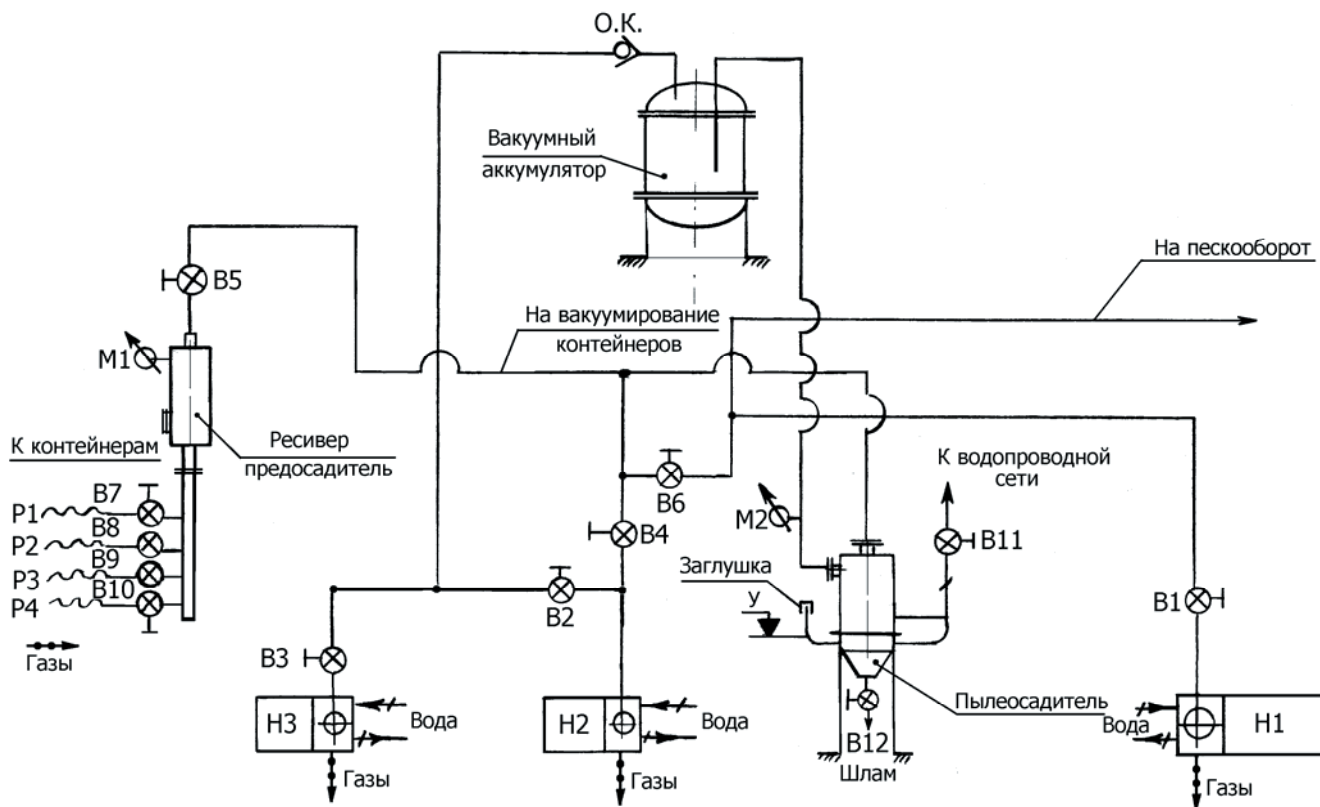 О.К.
Вакуумный
аккумулятор
На пескооборот
В5
На вакуумирование
контейнеров
М1
К контейнерам
Ресивер
предосадитель
К водопроводной
сети
В7
Р1
В8
Р2
В9
Р3
В10
Р4
Газы
В6
В4
М2
В11
Заглушка
У
В2
В1
В3
Пылеосадитель
Н3
Вода
Н2
Вода
В12
Шлам
Вода
Н1
Газы
Газы
Газы